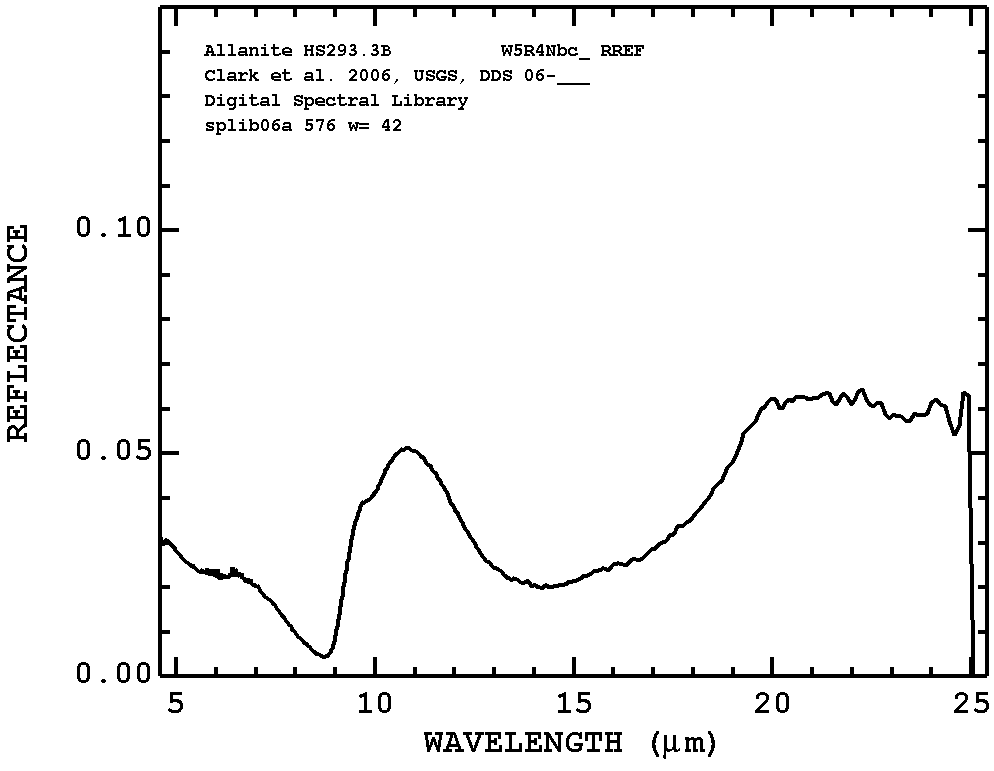 Allanite HS293.3B W5R4Nbc_ RREF
Clark et al. 2006, USGS, DDS 06-___
Digital Spectral Library
splib06a 576 w= 42
REFLECTANCE
0.10
0.05
0.00
5 10 15 20 25
WAVELENGTH (μm)